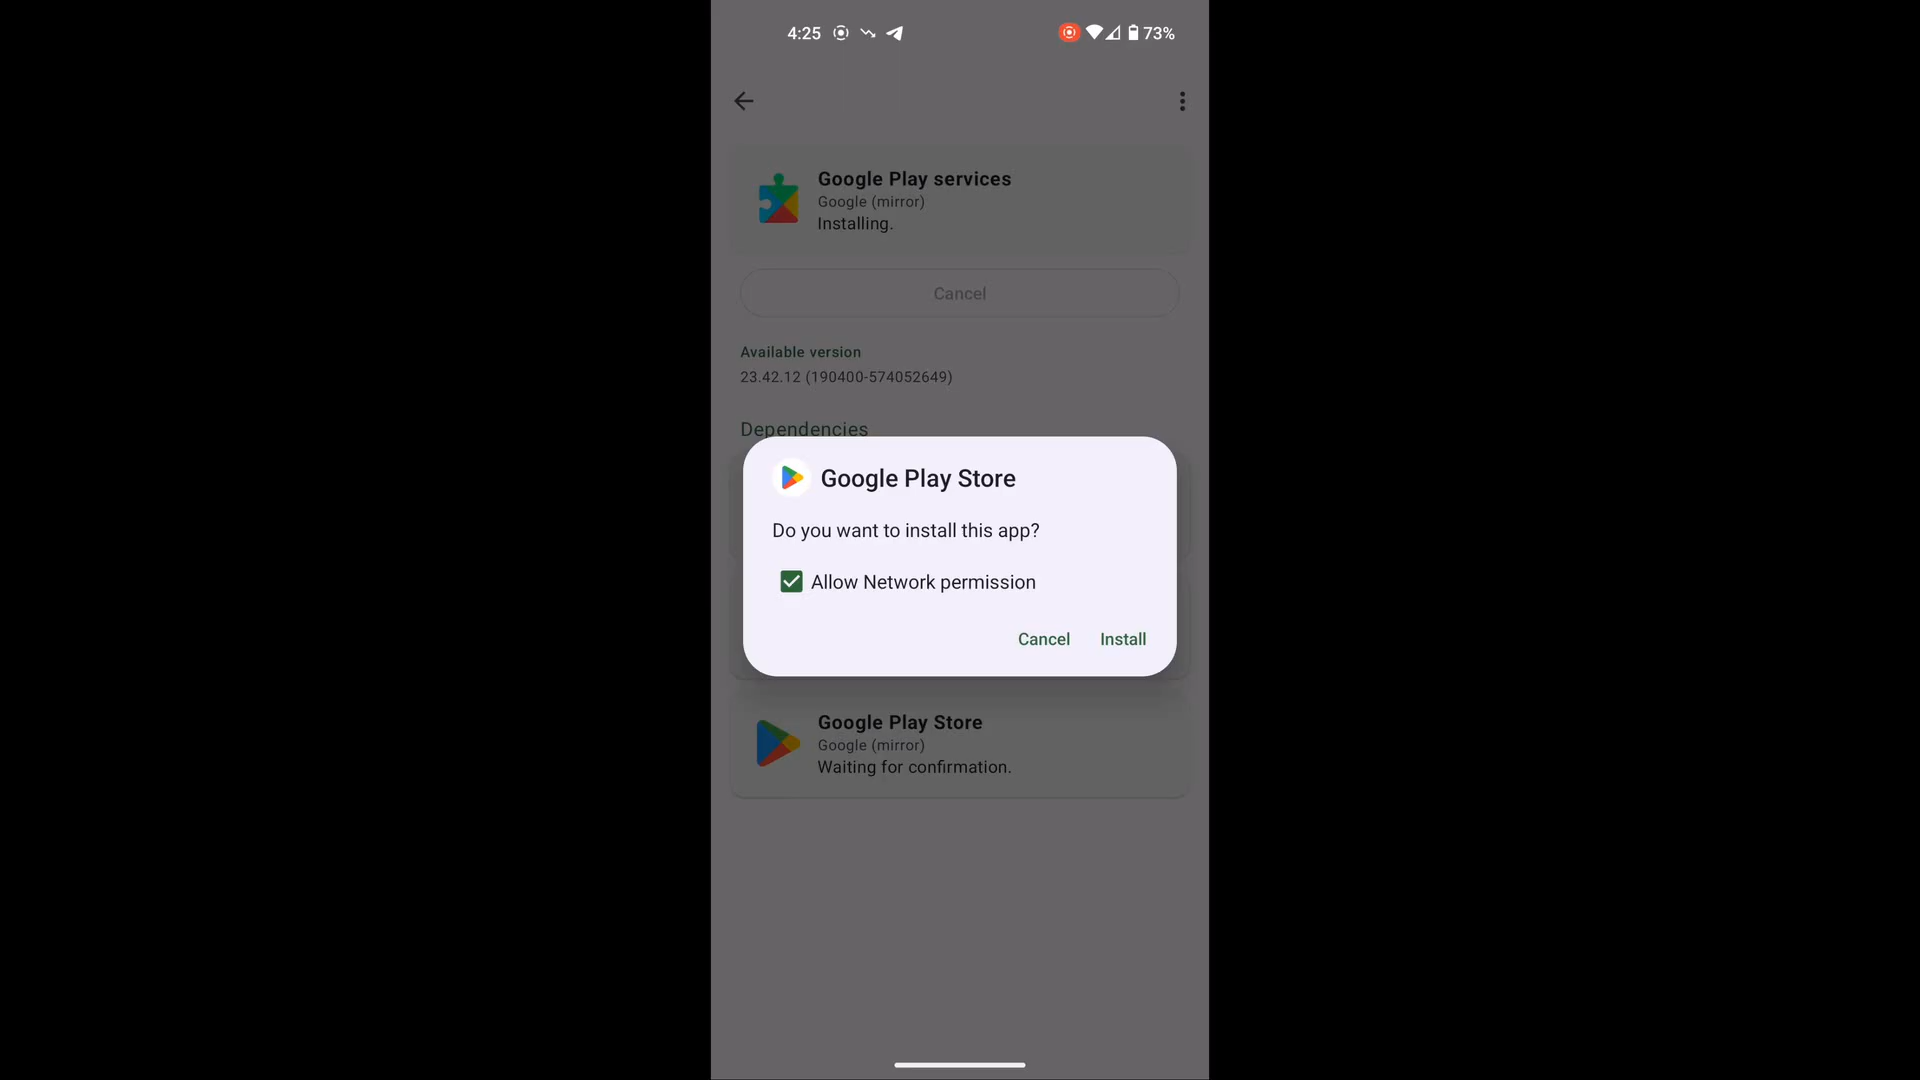 4:25
73%
Google Play services
Google (mirror)
Installing.
Cancel
Available version
23.42.12 (190400-574052649)
Dependencies
Google Play Store
Do you want to install this app?
Allow Network permission
Cancel Install
Google Play Store
Google (mirror)
Waiting for confirmation.